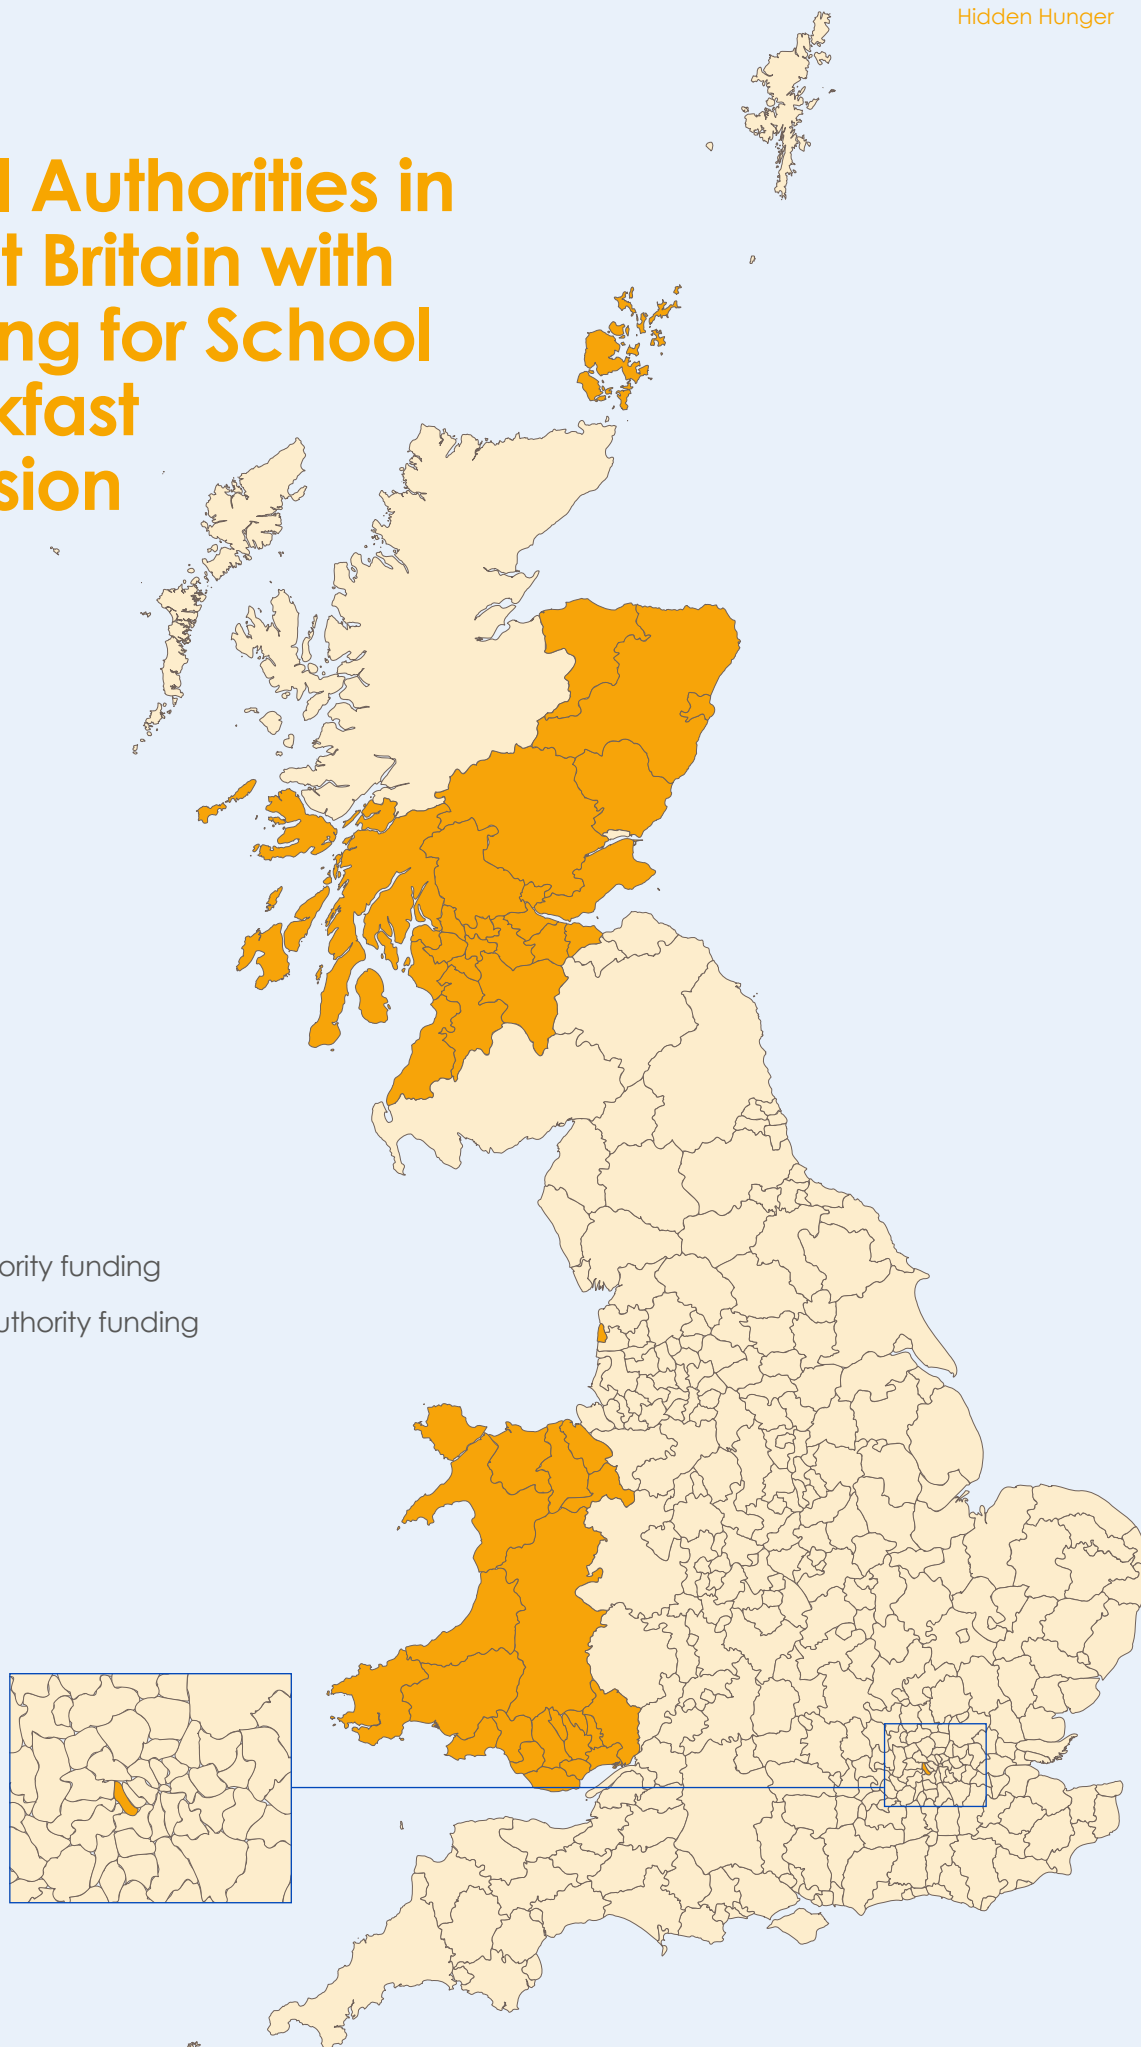 Hidden Hunger
l Authorities in
t Britain with
ng for School
kfast
sion
ority funding
uthority funding